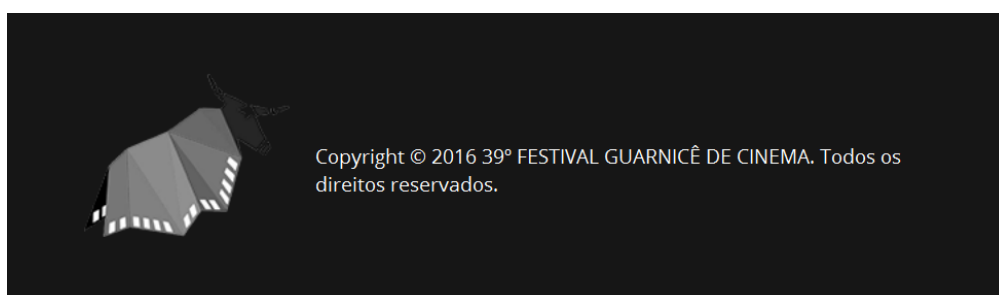 Copyright © 2016 39º FESTIVAL GUARNICÊ DE CINEMA. Todos os
direitos reservados.